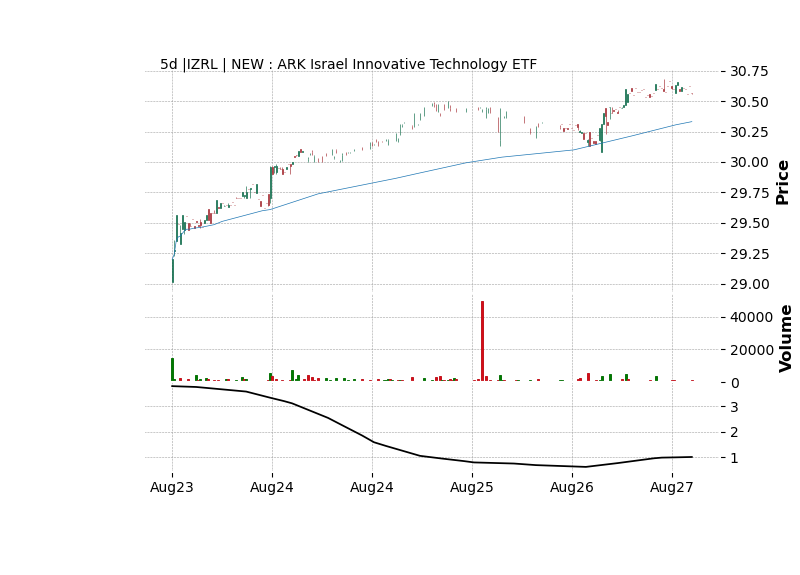 5d |IZRL | NEW : ARK Israel Innovative Technology ETF
30.75
30.50
30.25
30.00
29.75
29.50
29.25
29.00
Price
40000
20000
0
Volume
3
2
1
Aug23
Aug24
Aug24
Aug25
Aug26
Aug27